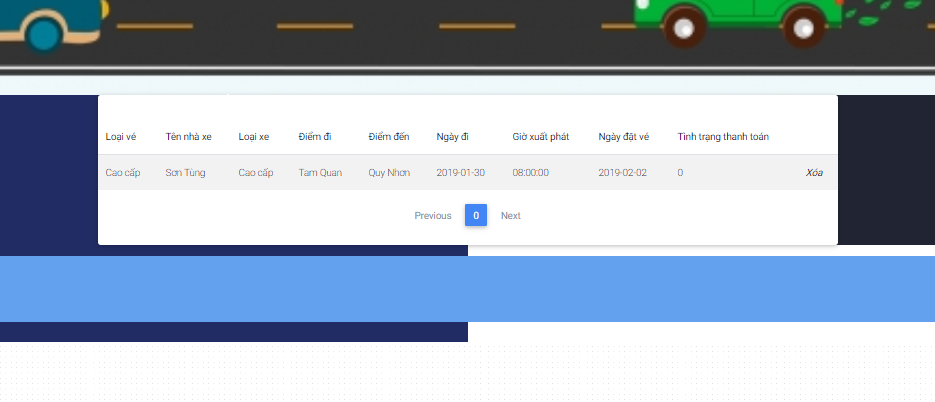 Loại vé Tên nhà xe Loại xe Điểm đi Điểm đến Ngày đi Giờ xuất phát Ngày đặt vé Tình trạng thanh toán
Cao cấp Sơn Tùng Cao cấp Tam Quan Quy Nhơn 2019-01-30 08:00:00 2019-02-02 0 Xóa
Previous 0 Next